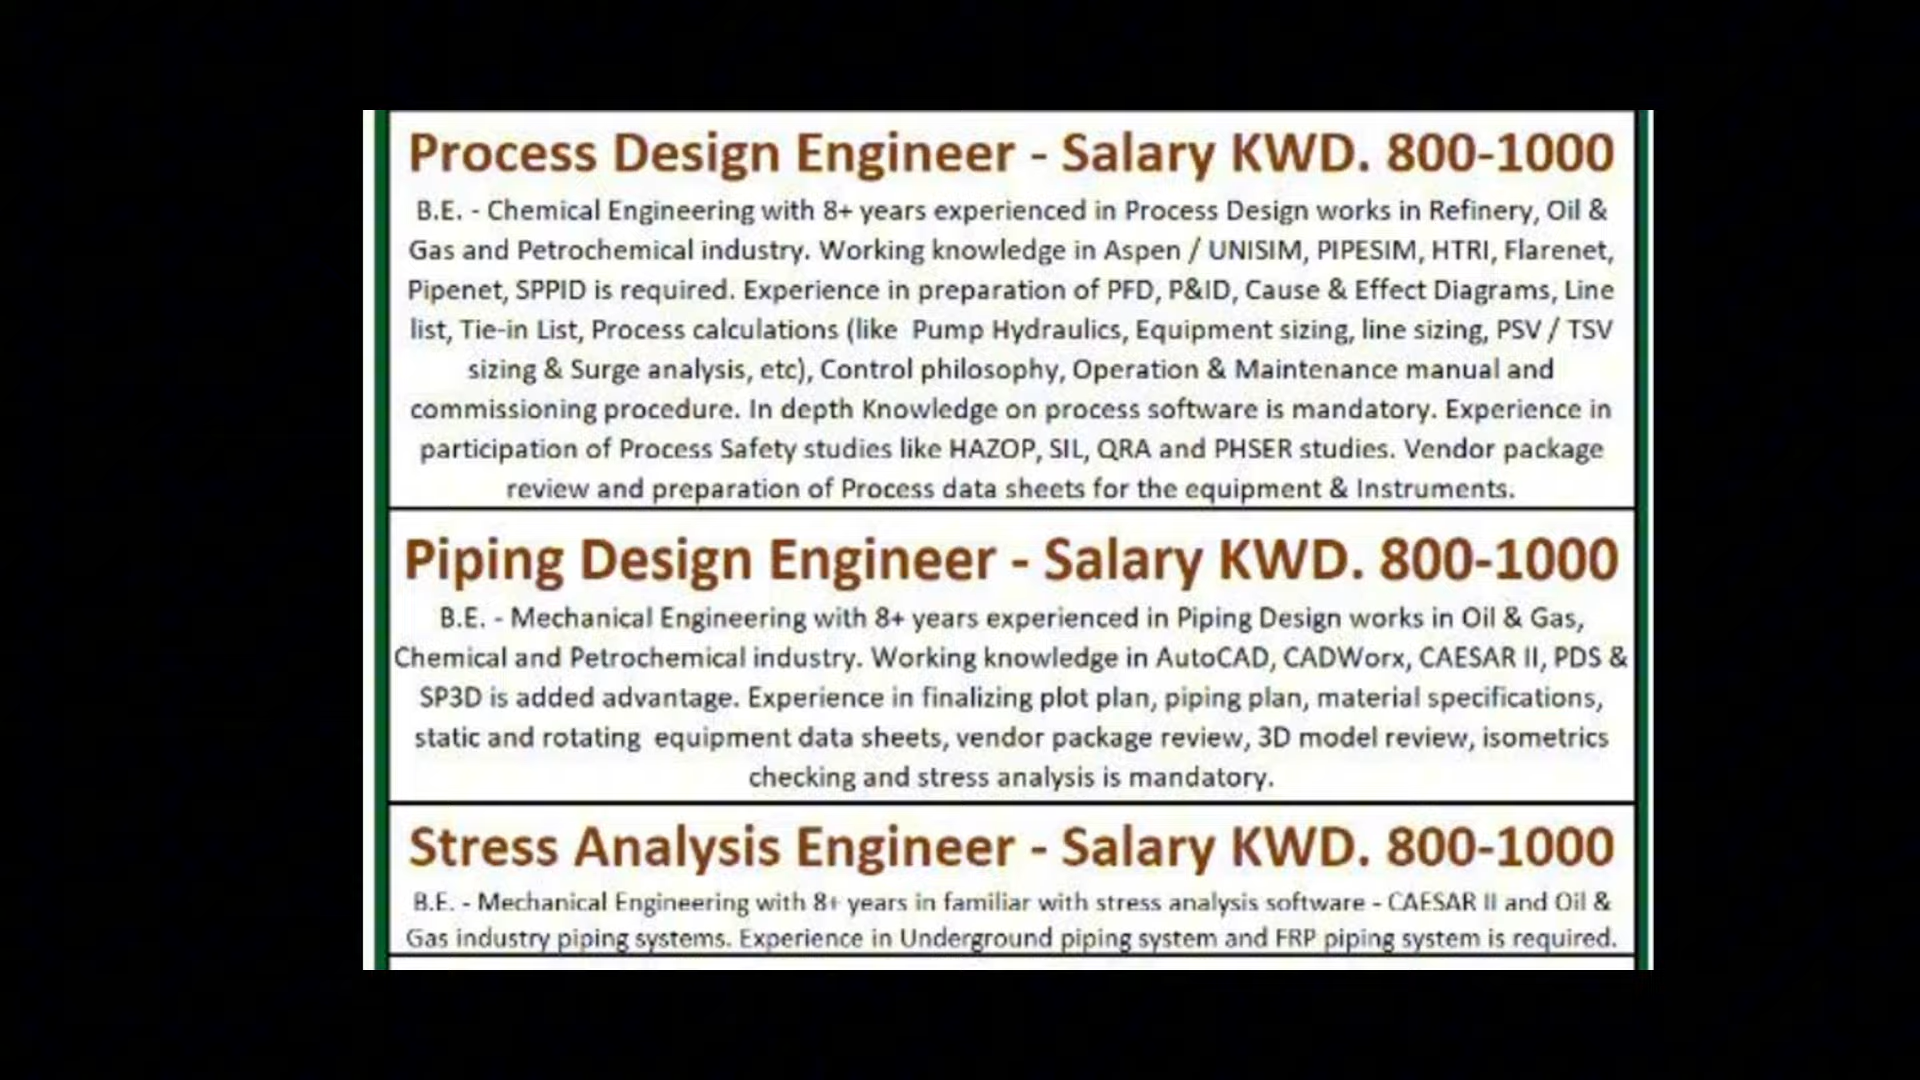 Process Design Engineer - Salary KWD. 800-1000
B.E. - Chemical Engineering with 8+ years experienced in Process Design works in Refinery, Oil &
Gas and Petrochemical industry. Working knowledge in Aspen / UNISIM, PIPESIM, HTRI, Flarenet,
Pipenet, SPPID is required. Experience in preparation of PFD, P&ID, Cause & Effect Diagrams, Line
list, Tie-in List, Process calculations (like Pump Hydraulics, Equipment sizing, line sizing, PSV / TSV
sizing & Surge analysis, etc), Control philosophy, Operation & Maintenance manual and
commissioning procedure. In depth Knowledge on process software is mandatory. Experience in
participation of Process Safety studies like HAZOP, SIL, QRA and PHSER studies. Vendor package
review and preparation of Process data sheets for the equipment & Instruments.
Piping Design Engineer - Salary KWD. 800-1000
B.E. - Mechanical Engineering with 8+ years experienced in Piping Design works in Oil & Gas,
Chemical and Petrochemical industry. Working knowledge in AutoCAD, CADWorx, CAESAR II, PDS &
SP3D is added advantage. Experience in finalizing plot plan, piping plan, material specifications,
static and rotating equipment data sheets, vendor package review, 3D model review, isometrics
checking and stress analysis is mandatory.
Stress Analysis Engineer - Salary KWD. 800-1000
B.E. - Mechanical Engineering with 8+ years in familiar with stress analysis software - CAESAR II and Oil &
Gas industry piping systems. Experience in Underground piping system and FRP piping system is required.